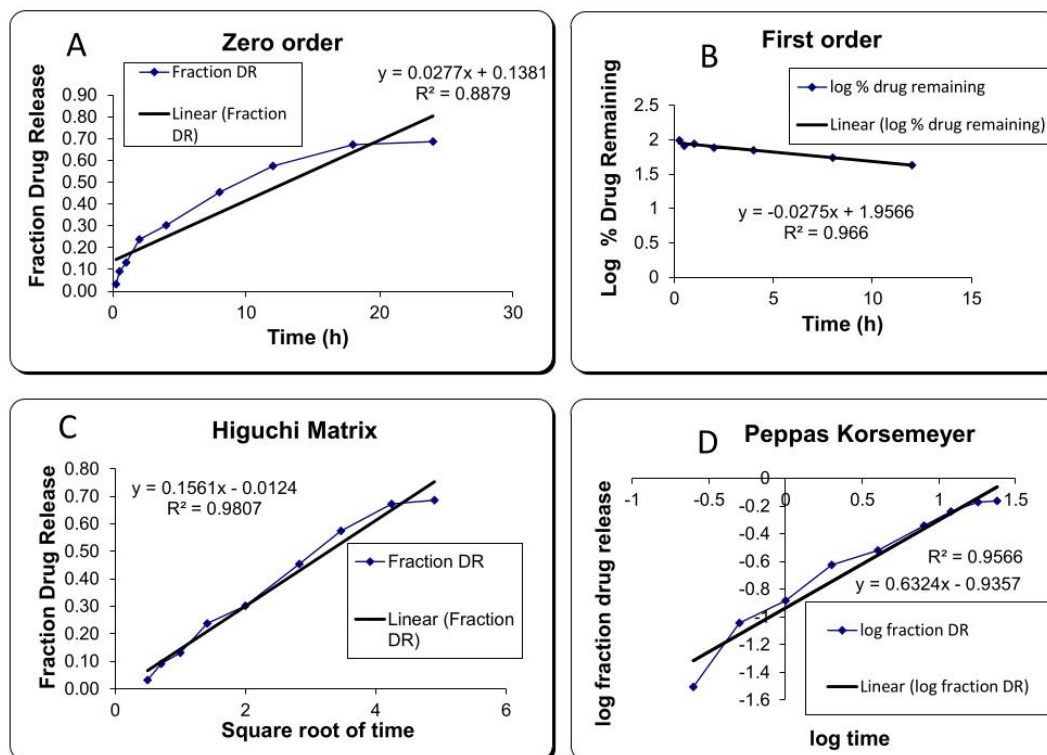 A
Zero order
Fraction DR
Linear (Fraction
DR)
y = 0.0277x + 0.1381
R² = 0.8879
Fraction Drug Release
0.90
0.80
0.70
0.60
0.50
0.40
0.30
0.20
0.10
0.00
0
10
20
30
Time (h)
B
First order
log % drug remaining
Linear (log % drug remaining)
Log % Drug Remaining
2.5
2
1.5
1
0.5
0
y = -0.0275x + 1.9566
R² = 0.966
0
5
10
15
Time (h)
C
Higuchi Matrix
y = 0.1561x - 0.0124
R² = 0.9807
Fraction Drug Release
0.80
0.70
0.60
0.50
0.40
0.30
0.20
0.10
0.00
Fraction DR
Linear (Fraction
DR)
0
2
4
6
Square root of time
D
Peppas Korsemeyer
log fraction drug release
-1
-0.5
0
0.5
1
1.5
0
-0.2
-0.4
-0.6
-0.8
-1
-1.2
-1.4
-1.6
R² = 0.9566
y = 0.6324x - 0.9357
log fraction DR
Linear (log fraction DR)
log time